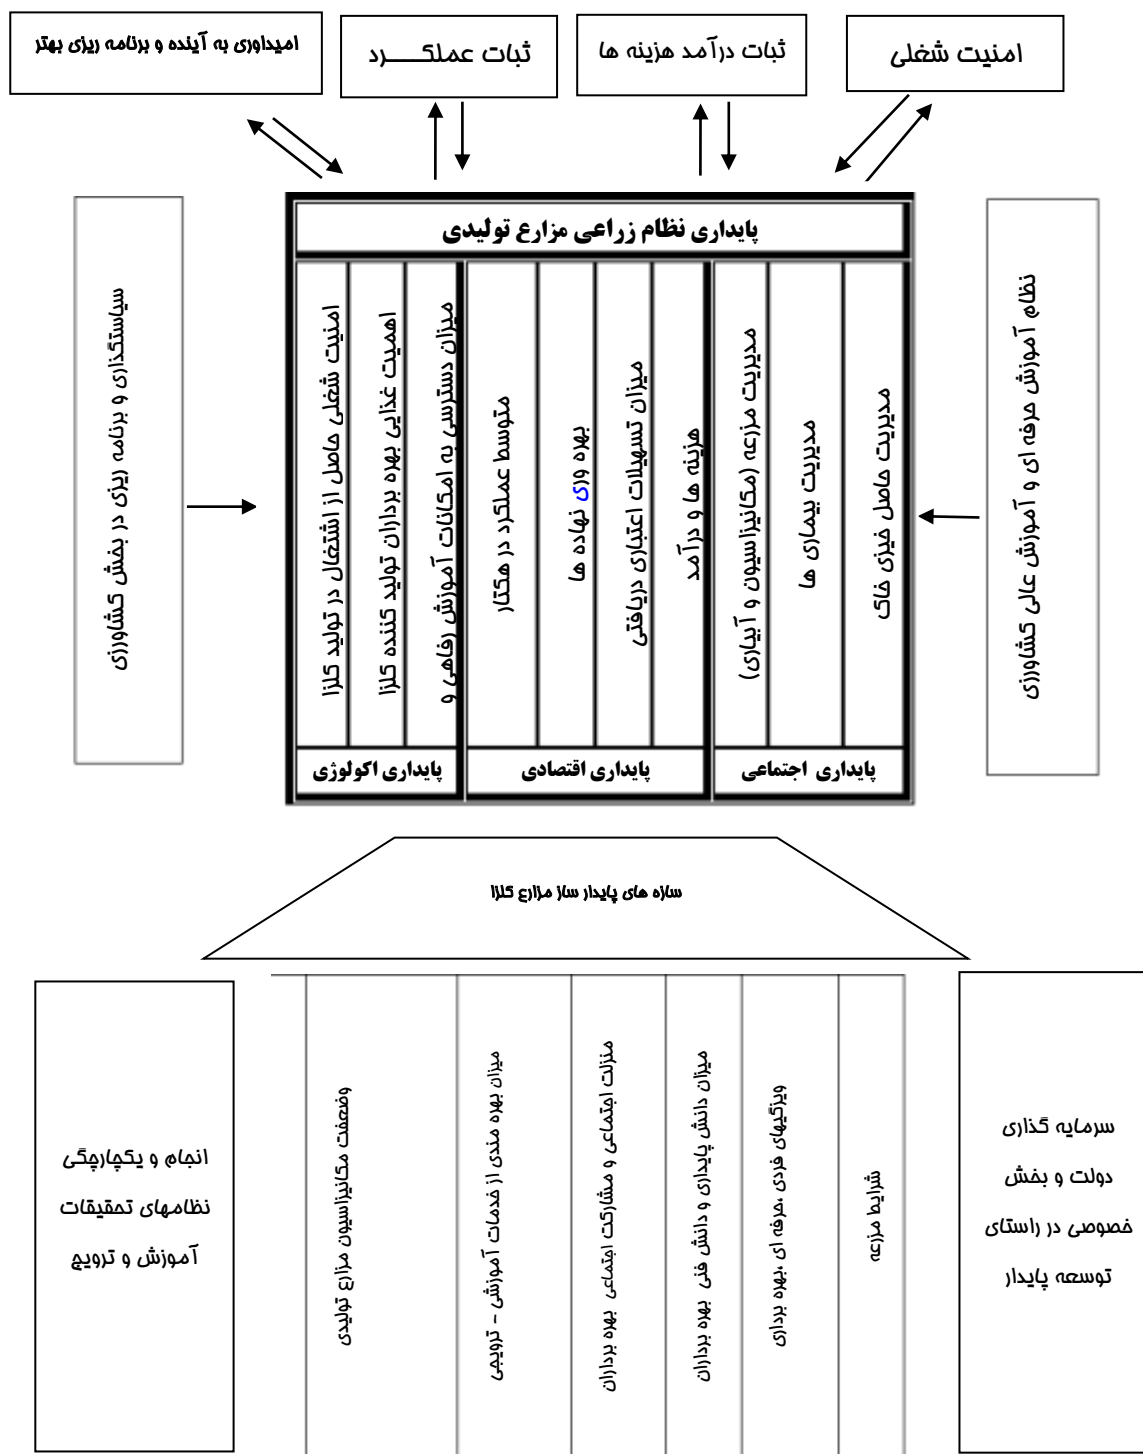 امنیت شغلی
ثبات درآمد هزینه ها
ثبات عملکـــــرد
امیداوری به آینده و برنامه ریزی بهتر
نظام آموزش حرفه ای و آموزش عالی کشاورزی
پایداری نظام زراعی مزارع تولیدی
مدیریت حاصل خیزی خاک
مدیریت بیماری ها
مدیریت مزرعه (مکانیزاسیون و آبیاری)
هزینه ها و درآمد
میزان تسهیلات اعتباری دریافتی
بهره وری نهاده ها
متوسط عملکرد در هکتار
میزان دسترسی به امکانات آموزش رفاهی و
اهمیت غذایی بهره برداران تولید کننده کلزا
امنیت شغلی حاصل از اشتغال در تولید کلزا
پایداری اجتماعی
پایداری اقتصادی
پایداری اکولوژی
سیاستگذاری و برنامه ریزی در بخش کشاورزی
سازه های پایدار ساز مزارع کلزا
سرمایه گذاری
دولت و بخش
خصوصی در راستای
توسعه پایدار
شرایط مزرعه
ویژگیهای فردی ،حرفه ای ،بهره برداری
میزان دانش پایداری و دانش فنی بهره برداران
منزلت اجتماعی و مشارکت اجتماعی بهره برداران
میزان بهره مندی از خدمات آموزشی - ترویجی
وضعفت مکانیزاسیون مزارع تولیدی
انجام و یکچارچگی
نظامهای تحقیقات
آموزش و ترویج